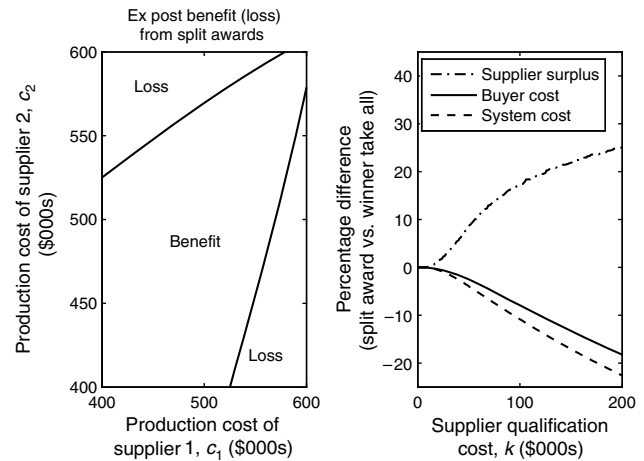 Ex post benefit (loss)
from split awards
600
550
500
450
400
400
500
600
Loss
Benefit
Loss
Production cost of supplier 2, c2
($000s)
Production cost of
supplier 1, c1 ($000s)
40
30
20
10
0
−10
−20
0
100
200
Supplier surplus
Buyer cost
System cost
Percentage difference
(split award vs. winner take all)
Supplier qualification
cost, k ($000s)